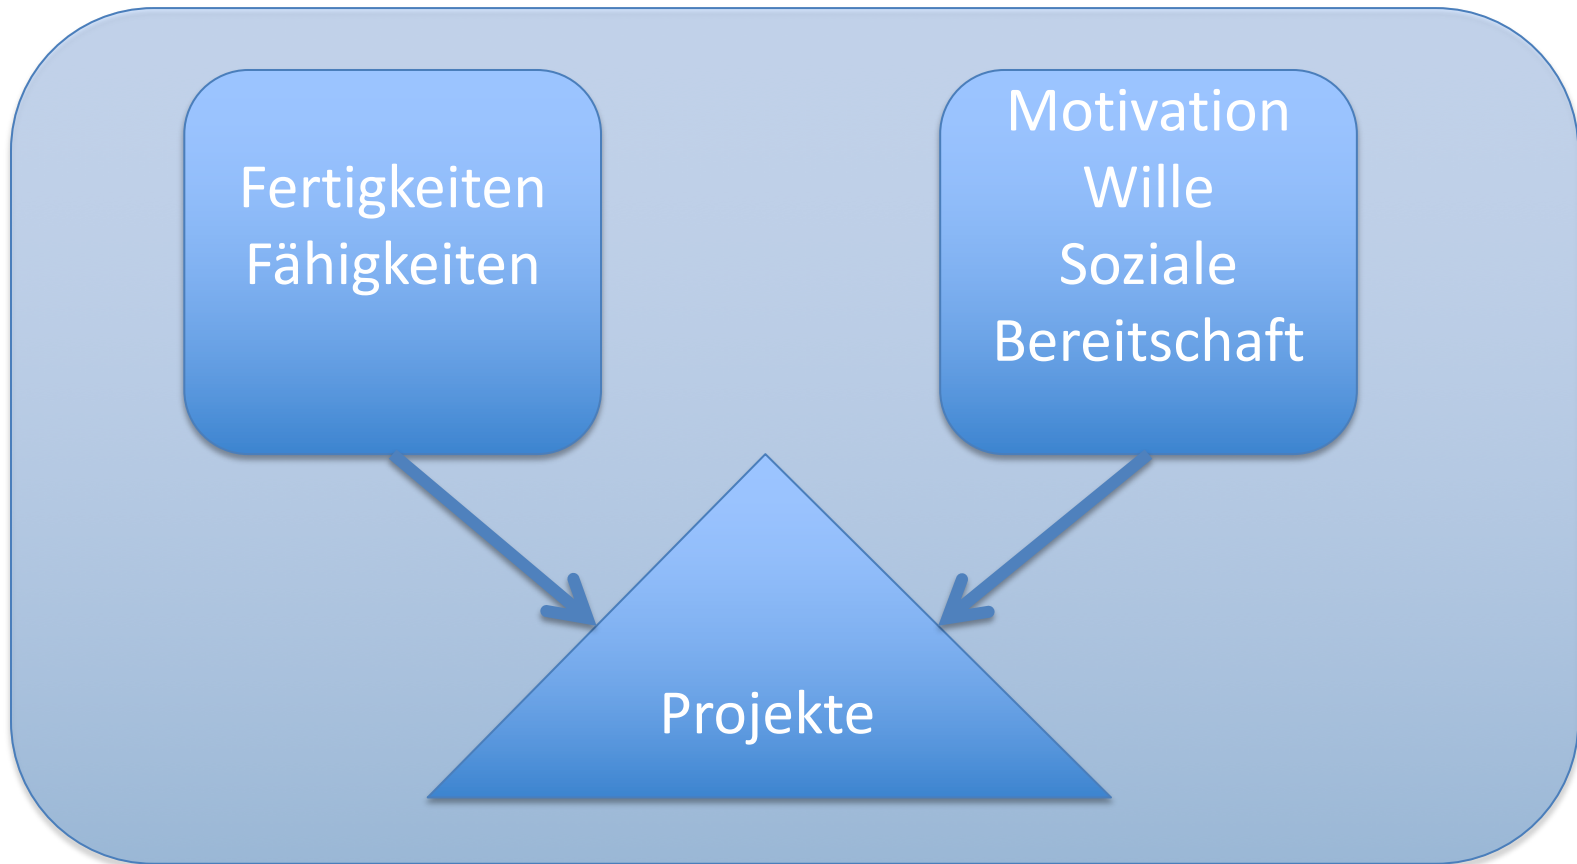 Fertigkeiten
Fähigkeiten
Motivation
Wille
Soziale
Bereitschaft
Projekte